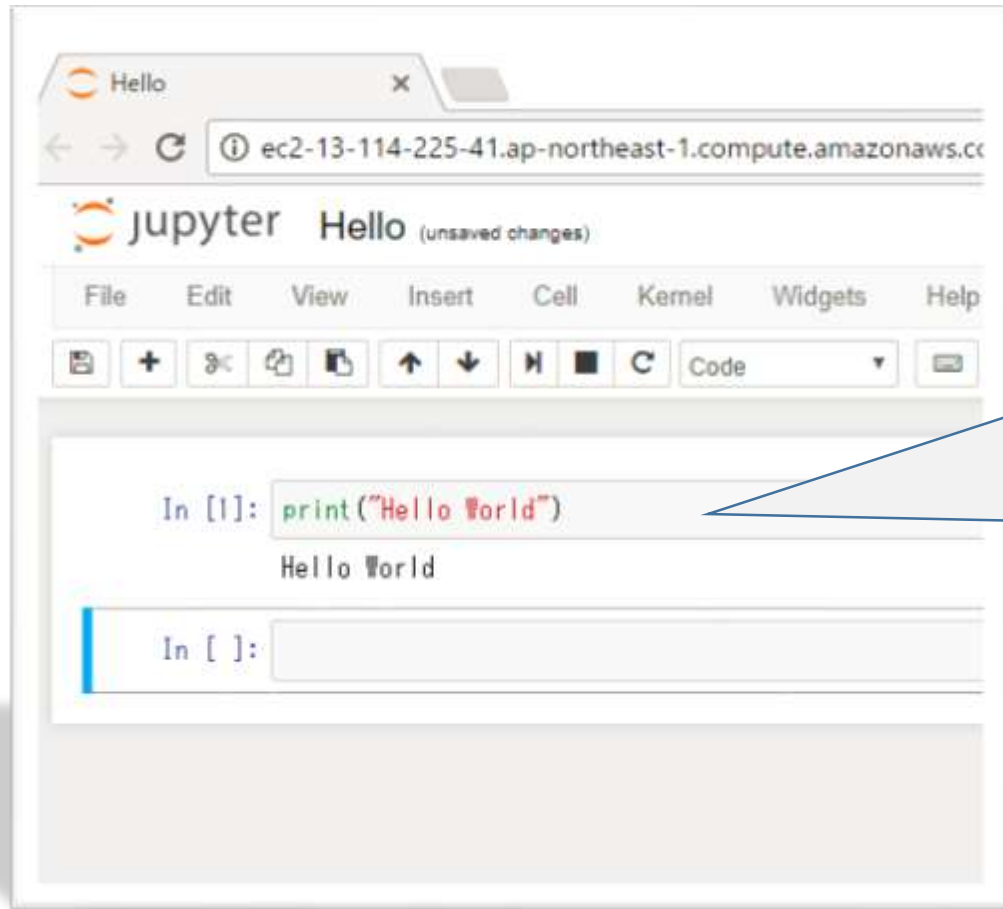 Hello
ec2-13-114-225-41.ap-northeast-1.compute.amazonaws.cc
jupyter Hello (unsaved changes)
File Edit View Insert Cell Kernel Widgets Help
Code
In [1]: print("Hello World")
Hello World
In [ ]: